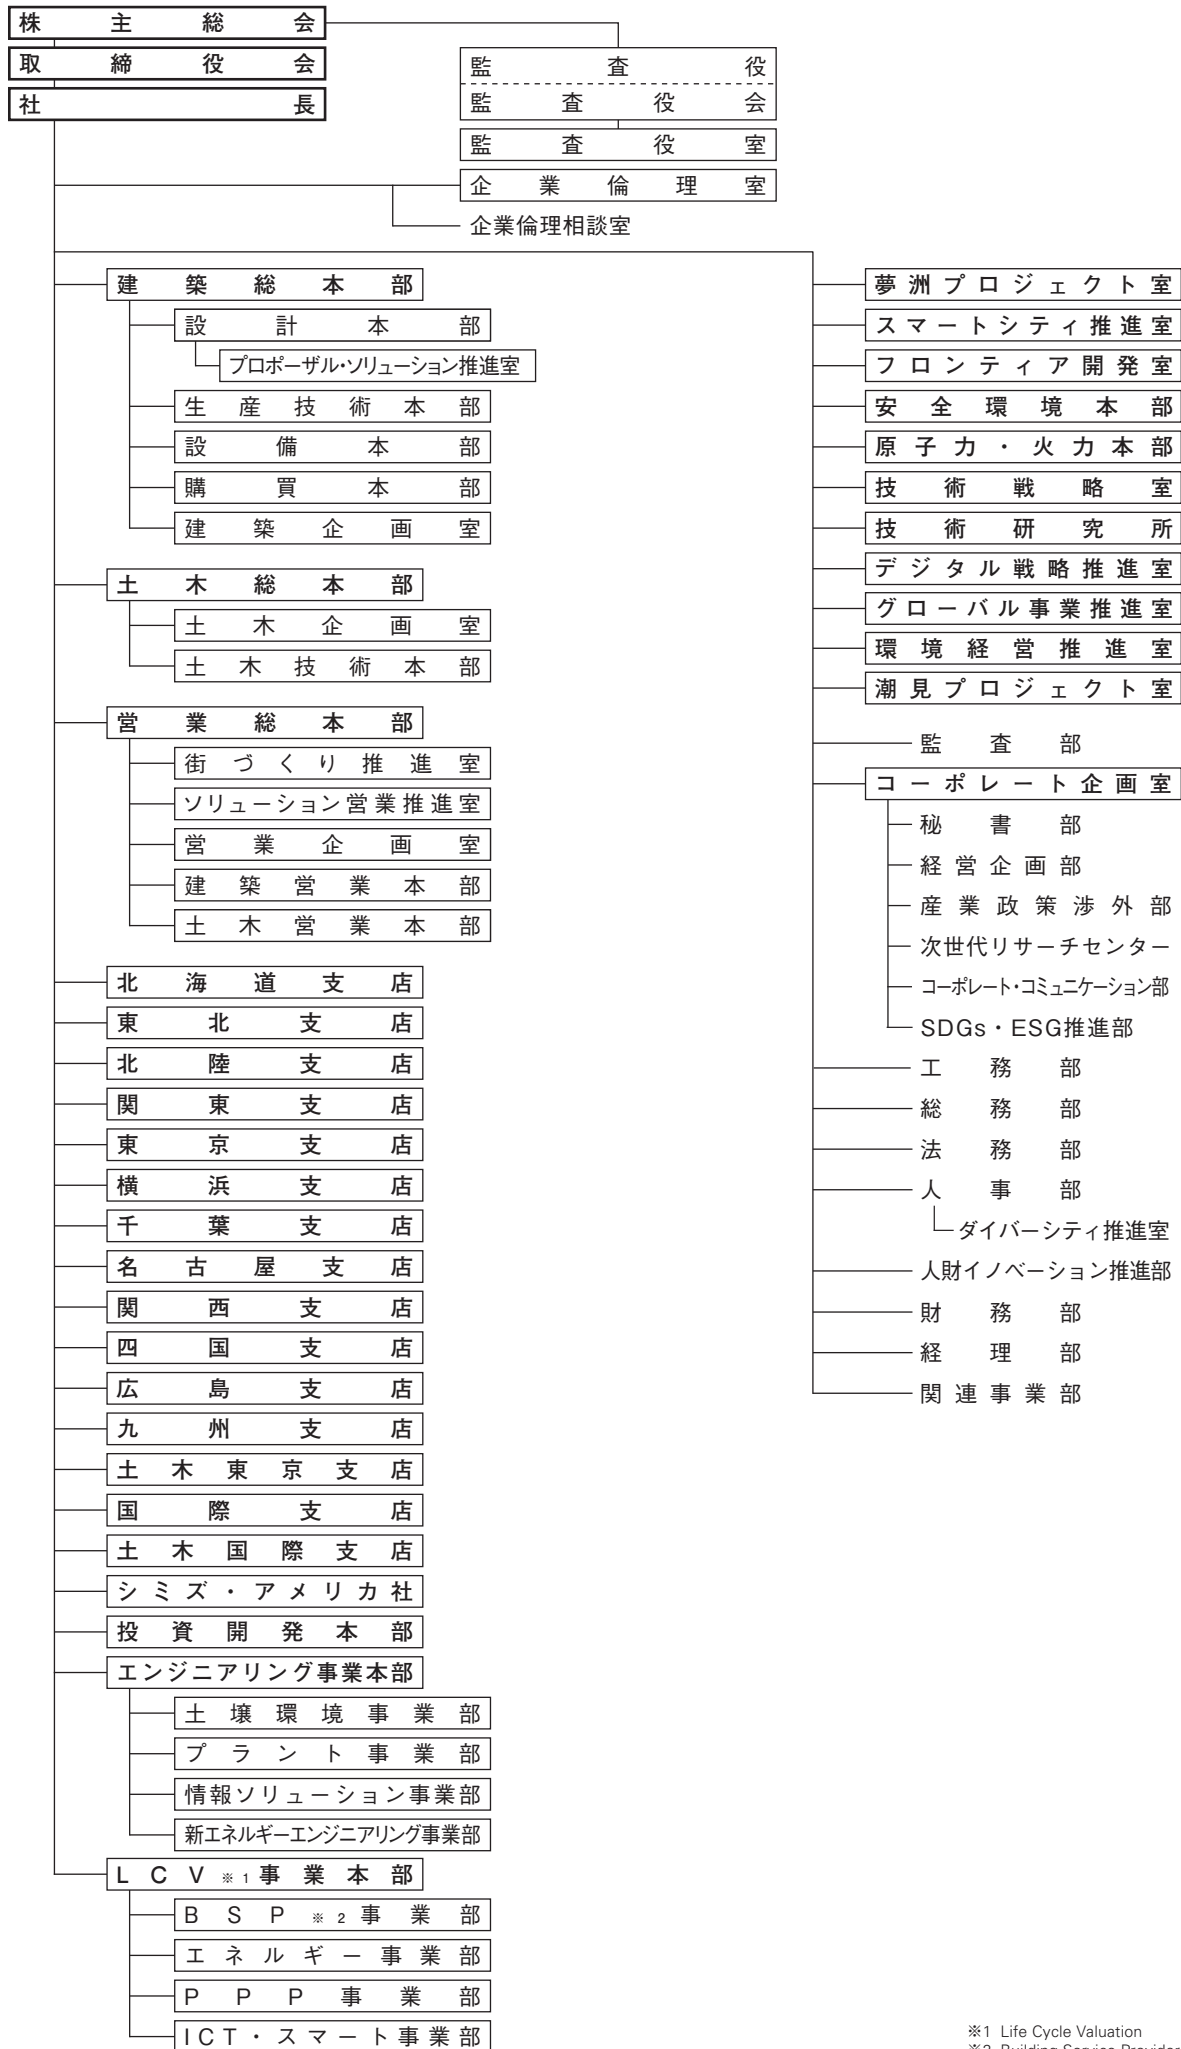 株主総会
取締役会
社長
監査役
監査役会
監査役室
企業倫理室
企業倫理相談室
建築総本部
設計本部
プロポーザル・ソリューション推進室
生産技術本部
設備本部
購買本部
建築企画室
土木総本部
土木企画室
土木技術本部
営業総本部
街づくり推進室
ソリューション営業推進室
営業企画室
建築営業本部
土木営業本部
北海道支店
東北支店
北陸支店
関東支店
東京支店
横浜支店
千葉支店
名古屋支店
関西支店
四国支店
広島支店
九州支店
土木東京支店
国際支店
土木国際支店
シミズ・アメリカ社
投資開発本部
エンジニアリング事業本部
土壌環境事業部
プラント事業部
情報ソリューション事業部
新エネルギーエンジニアリング事業部
LCV※1事業本部
BSP※2事業部
エネルギー事業部
PPP事業部
ICT・スマート事業部
夢洲プロジェクト室
スマートシティ推進室
フロンティア開発室
安全環境本部
原子力・火力本部
技術戦略室
技術研究所
デジタル戦略推進室
グローバル事業推進室
環境経営推進室
潮見プロジェクト室
監査部
コーポレート企画室
秘書部
経営企画部
産業政策渉外部
次世代リサーチセンター
コーポレート・コミュニケーション部
SDGs・ESG推進部
工務部
総務部
法務部
人事部
ダイバーシティ推進室
人財イノベーション推進部
財務部
経理部
関連事業部
※1 Life Cycle Valuation
※2 Building Service Provider